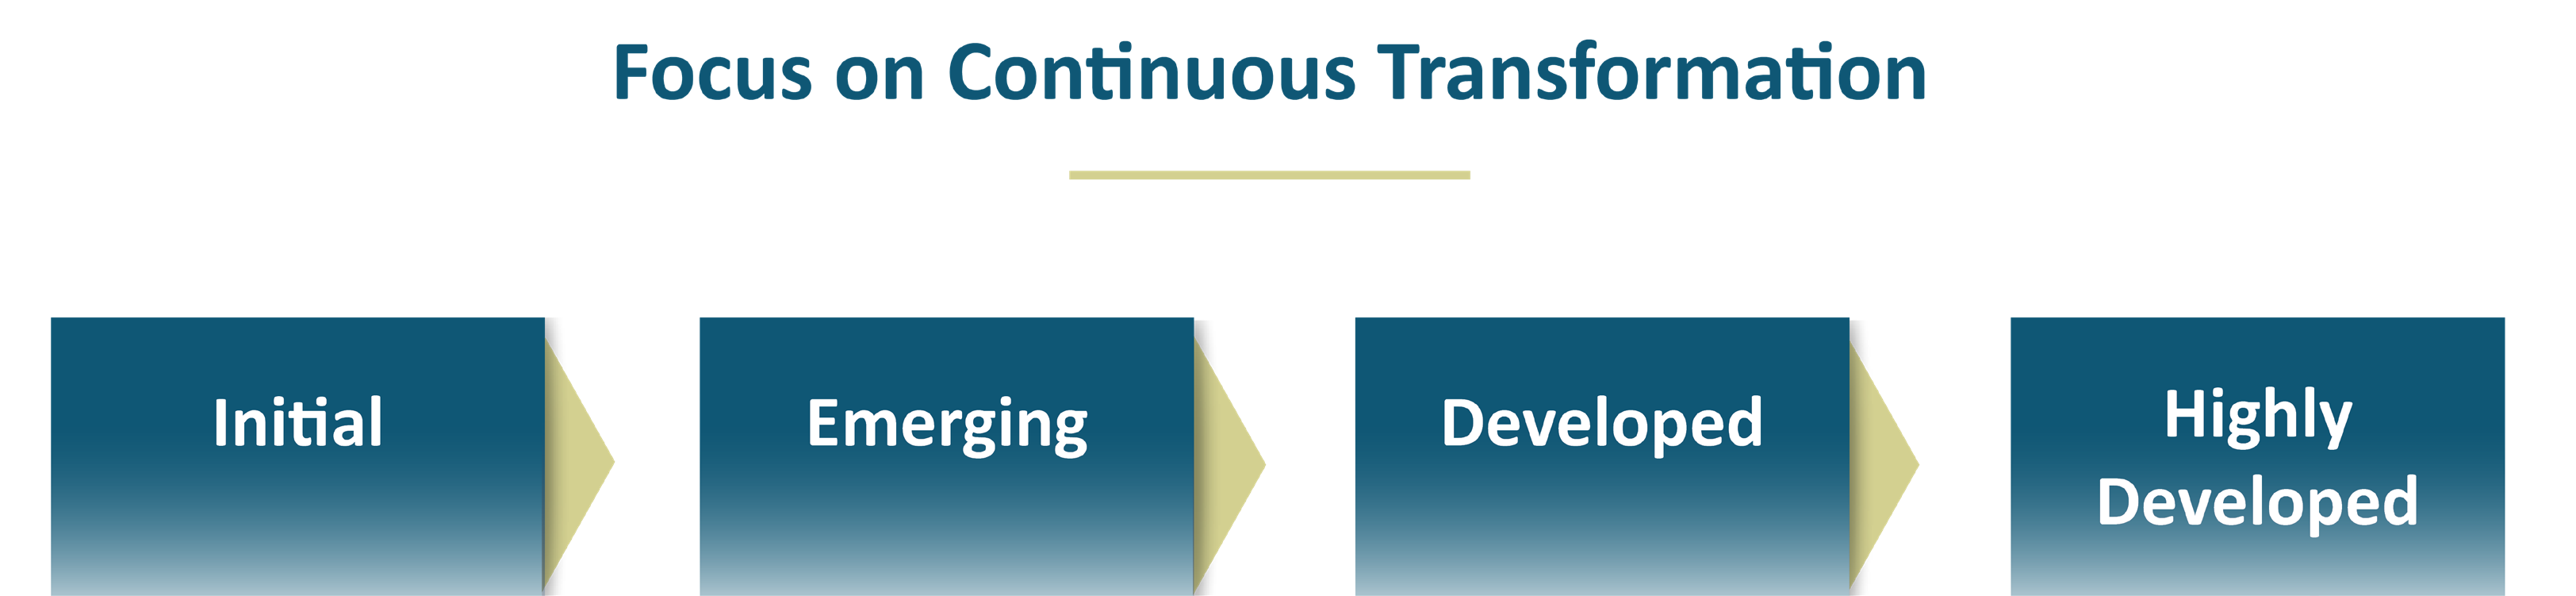 Focus on Continuous Transformation
Initial
Emerging
Developed
Highly
Developed